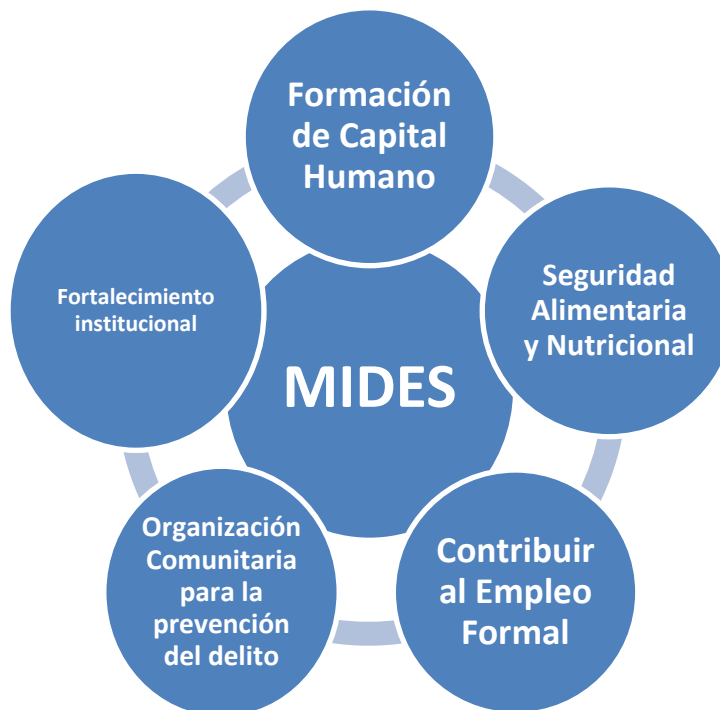 Formación
de Capital
Humano
Seguridad
Alimentaria
y Nutricional
Contribuir
al Empleo
Formal
Organización
Comunitaria
para la
prevención
del delito
Fortalecimiento
institucional
MIDES